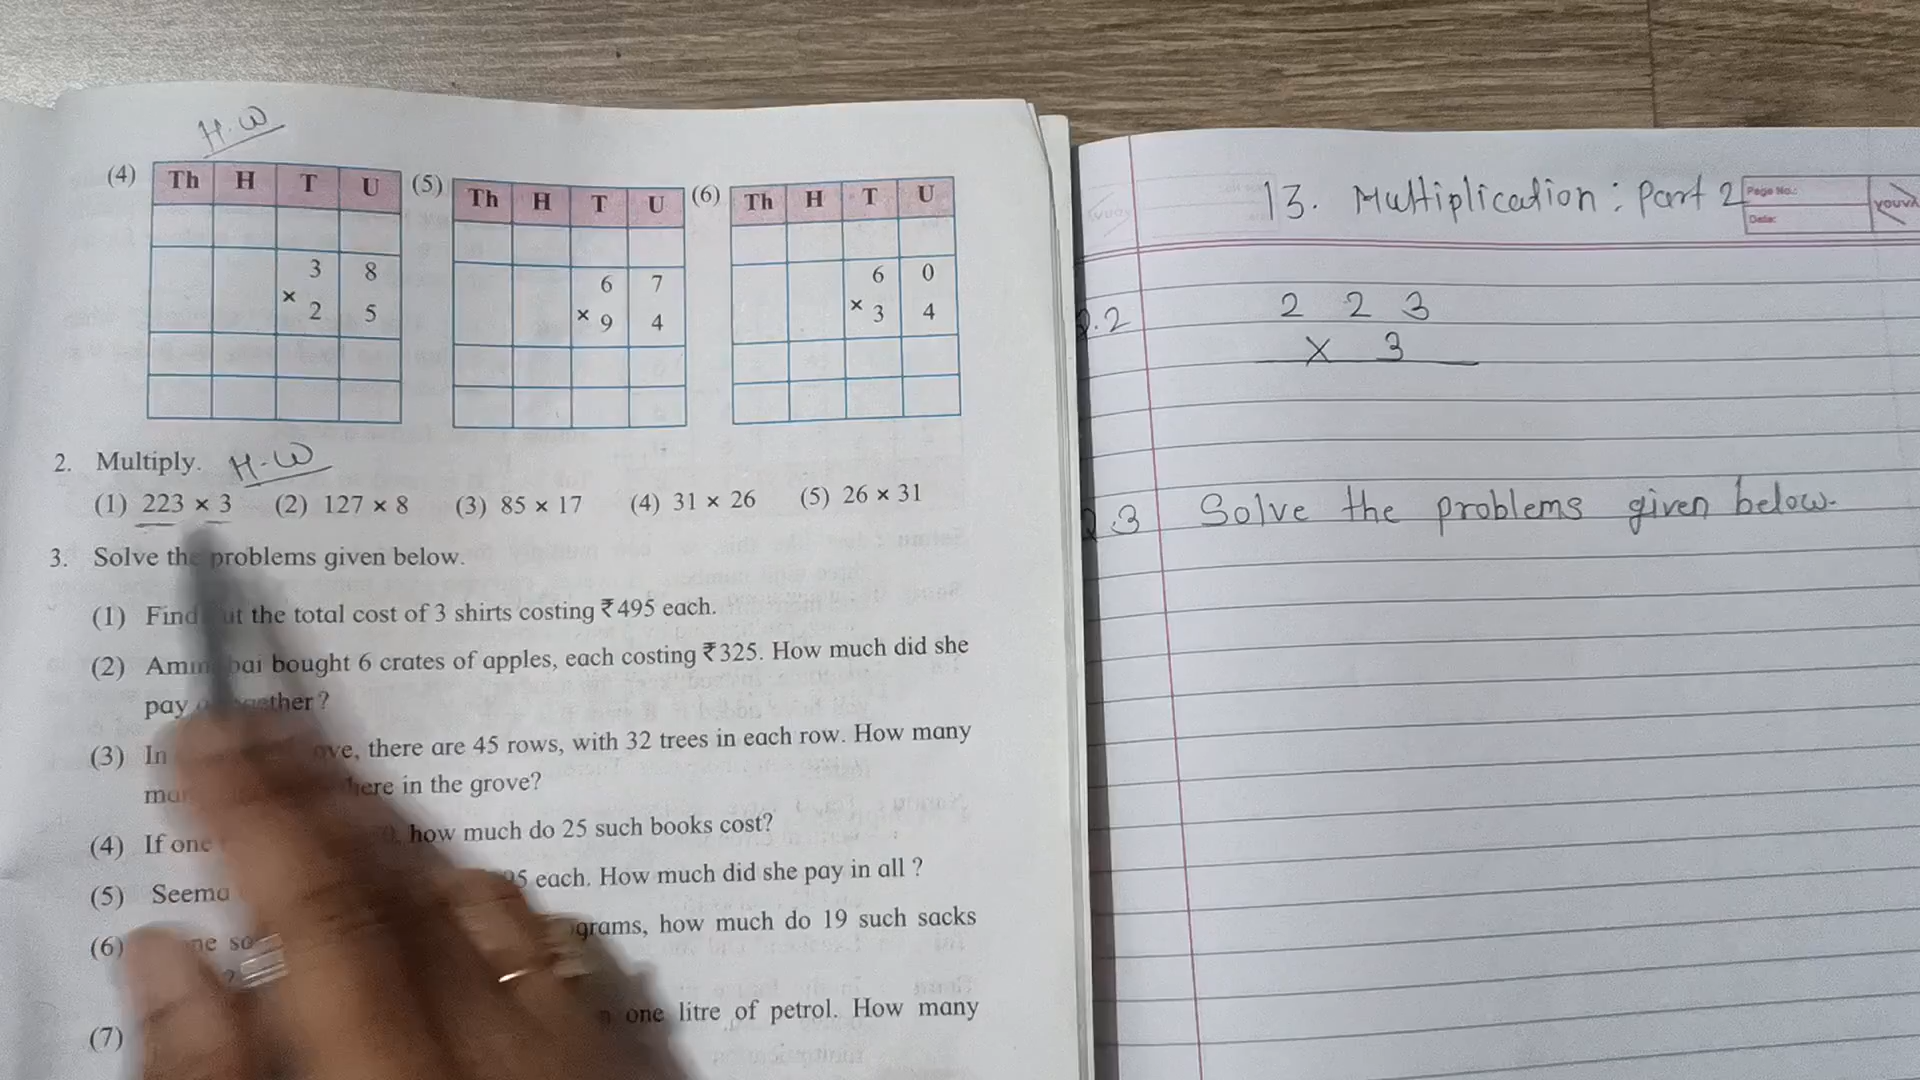 H.W
(4) Th H T U (5) Th H T U (6) Th H T U
3 8 6 7 6 0
× 2 5 × 9 4 × 3 4
2. Multiply. H.W
(1) 223 × 3 (2) 127 × 8 (3) 85 × 17 (4) 31 × 26 (5) 26 × 31
3. Solve the problems given below.
(1) Find the total cost of 3 shirts costing ₹495 each.
(2) bai bought 6 crates of apples, each costing ₹325. How much did she
pay ?
(3) In there are 45 rows, with 32 trees in each row. How many
in the grove?
(4) If one how much do 25 such books cost?
(5) Seema each. How much did she pay in all ?
(6) how much do 19 such sacks
(7) one litre of petrol. How many
13. Multiplication : Part 2
Page No.:
Date:
youva
Q.2 2 2 3
× 3
Q.3 Solve the problems given below.